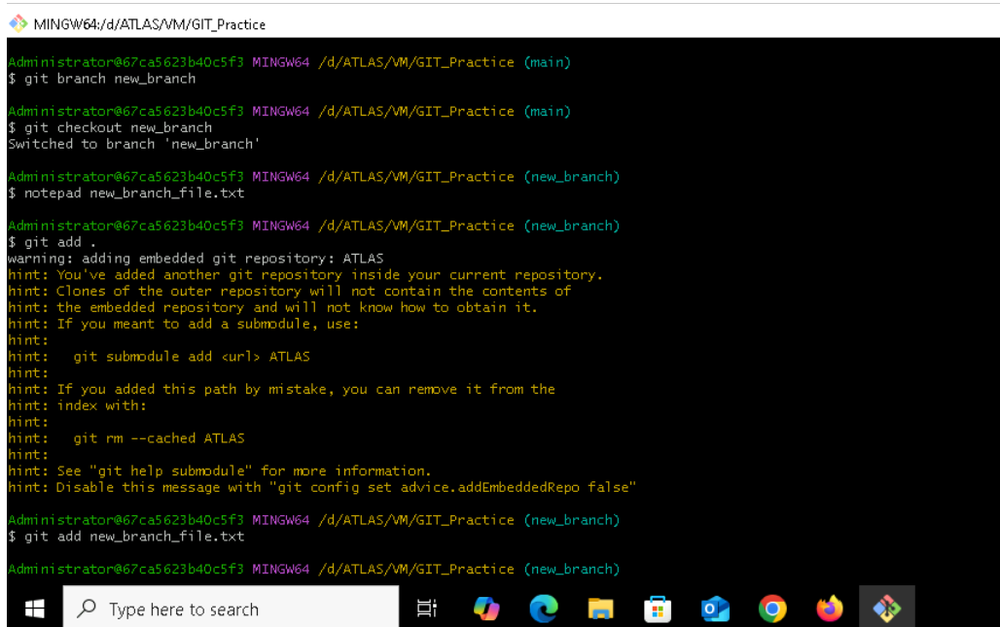 MINGW64:/d/ATLAS/VM/GIT_Practice
Administrator@67ca5623b40c5f3 MINGW64 /d/ATLAS/VM/GIT_Practice (main)
$ git branch new_branch
Administrator@67ca5623b40c5f3 MINGW64 /d/ATLAS/VM/GIT_Practice (main)
$ git checkout new_branch
Switched to branch 'new_branch'
Administrator@67ca5623b40c5f3 MINGW64 /d/ATLAS/VM/GIT_Practice (new_branch)
$ notepad new_branch_file.txt
Administrator@67ca5623b40c5f3 MINGW64 /d/ATLAS/VM/GIT_Practice (new_branch)
$ git add .
warning: adding embedded git repository: ATLAS
hint: You've added another git repository inside your current repository.
hint: Clones of the outer repository will not contain the contents of
hint: the embedded repository and will not know how to obtain it.
hint: If you meant to add a submodule, use:
hint:
hint:   git submodule add <url> ATLAS
hint:
hint: If you added this path by mistake, you can remove it from the
hint: index with:
hint:
hint:   git rm --cached ATLAS
hint:
hint: See "git help submodule" for more information.
hint: Disable this message with "git config set advice.addEmbeddedRepo false"
Administrator@67ca5623b40c5f3 MINGW64 /d/ATLAS/VM/GIT_Practice (new_branch)
$ git add new_branch_file.txt
Administrator@67ca5623b40c5f3 MINGW64 /d/ATLAS/VM/GIT_Practice (new_branch)
Type here to search